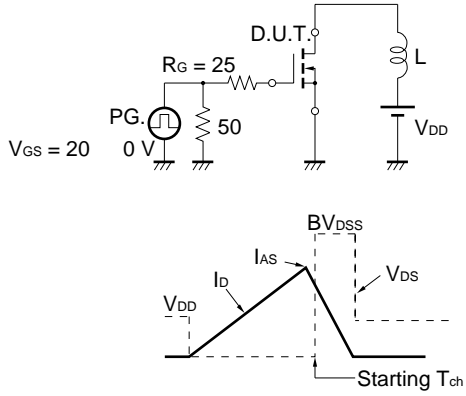 D.U.T.
RG = 25
L
PG.
50
VDD
VGS = 20
0 V
BVDSS
IAS
ID
VDS
VDD
Starting Tch